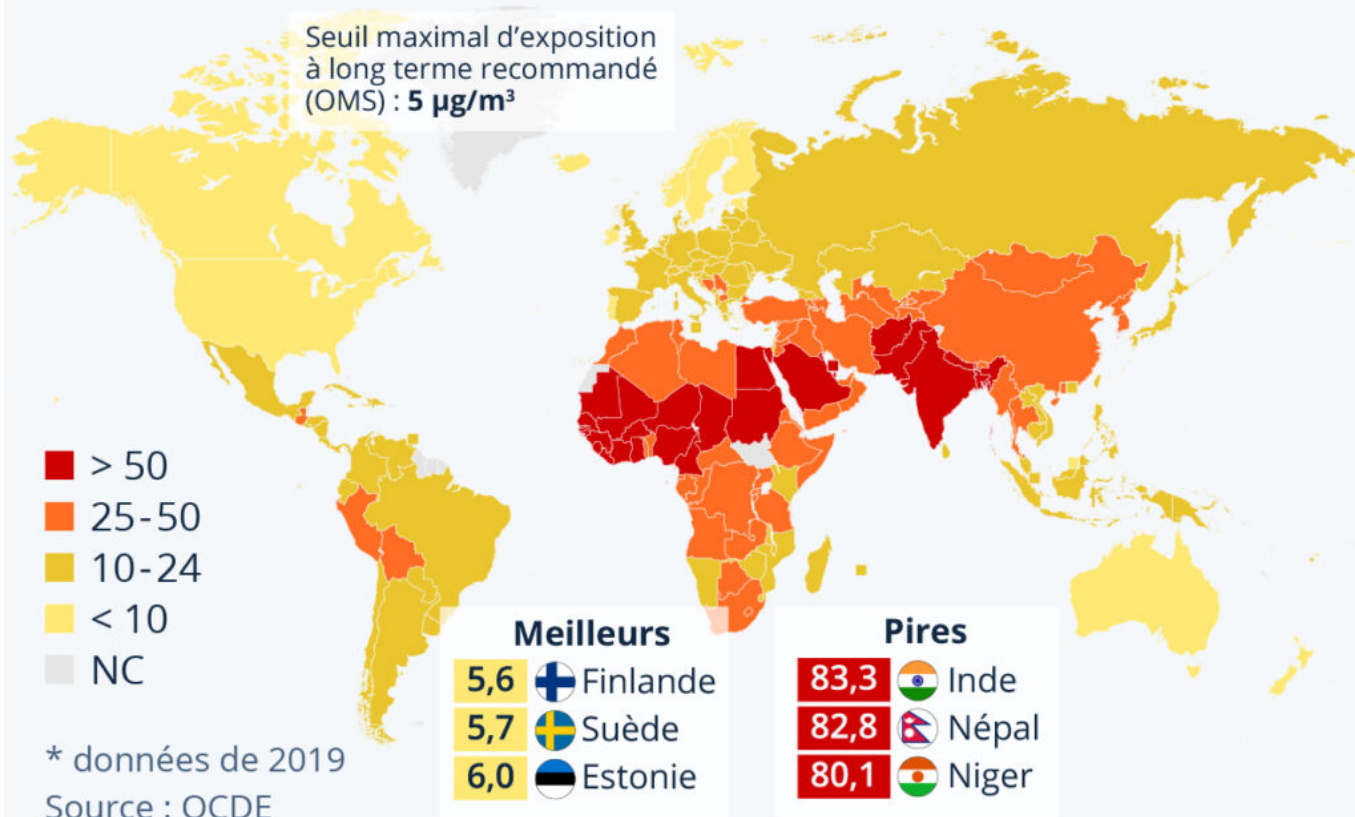 Seuil maximal d'exposition
à long terme recommandé
(OMS) : 5 µg/m³
> 50
25-50
10-24
< 10
NC
* données de 2019
Source : OCDE
Meilleurs
5,6 Finlande
5,7 Suède
6,0 Estonie
Pires
83,3 Inde
82,8 Népal
80,1 Niger